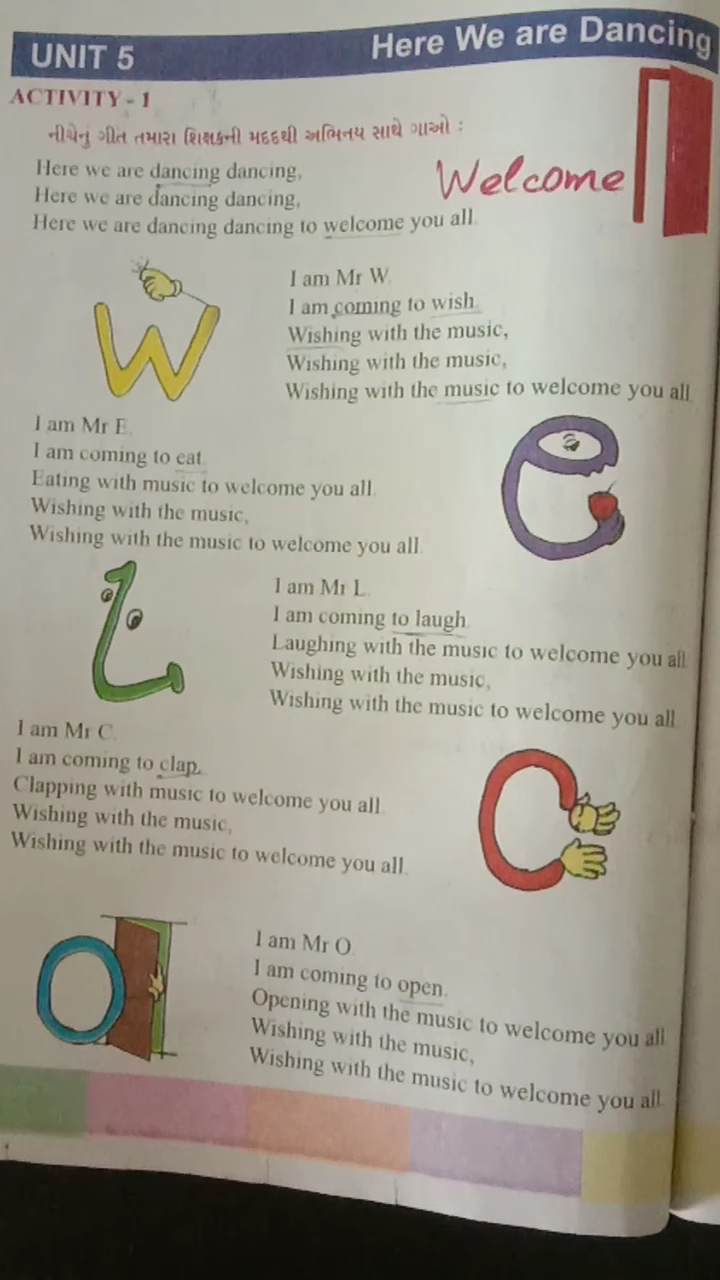 UNIT 5
Here We are Dancing
ACTIVITY - 1
નીચેનું ગીત તમારા શિક્ષકની મદદથી અભિનય સાથે ગાઓ :
Here we are dancing dancing,
Here we are dancing dancing,
Here we are dancing dancing to welcome you all.
Welcome
I am Mr W.
I am coming to wish.
Wishing with the music,
Wishing with the music,
Wishing with the music to welcome you all.
I am Mr E.
I am coming to eat.
Eating with music to welcome you all.
Wishing with the music,
Wishing with the music to welcome you all.
I am Mr L.
I am coming to laugh.
Laughing with the music to welcome you all.
Wishing with the music,
Wishing with the music to welcome you all.
I am Mr C.
I am coming to clap.
Clapping with music to welcome you all.
Wishing with the music,
Wishing with the music to welcome you all.
I am Mr O.
I am coming to open.
Opening with the music to welcome you all.
Wishing with the music,
Wishing with the music to welcome you all.